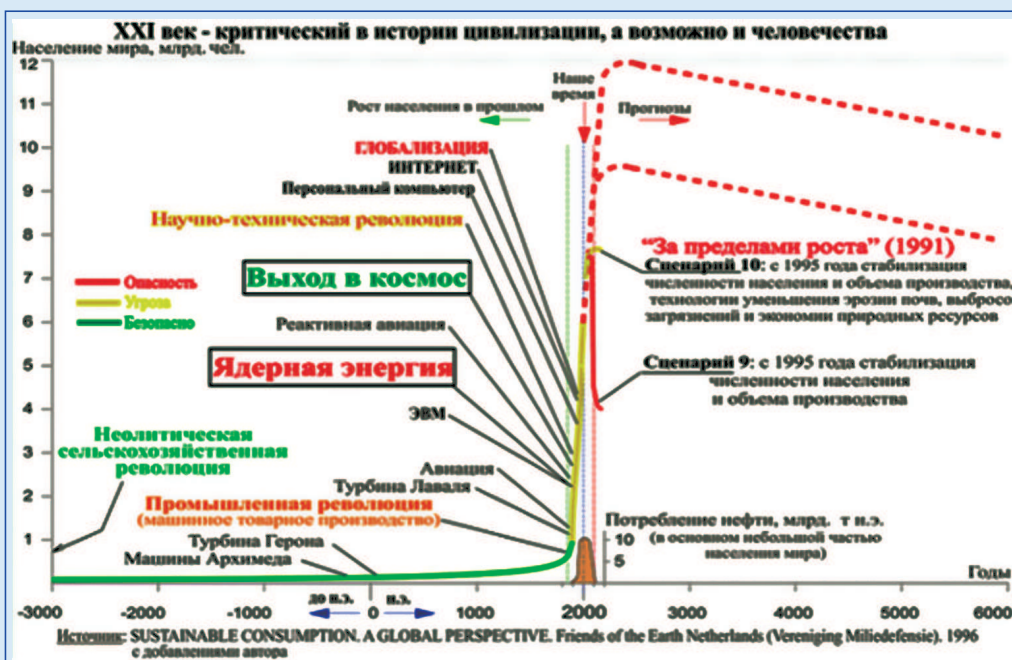 XXI век - критический в истории цивилизации, а возможно и человечества
Население мира, млрд. чел.
12
11
10
9
8
7
6
5
4
3
2
1
Рост населения в прошлом
Наше
время
Прогнозы
ГЛОБАЛИЗАЦИЯ
ИНТЕРНЕТ
Персональный компьютер
Научно-техническая революция
Выход в космос
Опасность
Угроза
Безопасно
Реактивная авиация
Ядерная энергия
ЭВМ
Неолитическая
сельскохозяйственная
революция
Авиация
Турбина Лаваля
Промышленная революция
(машинное товарное производство)
Турбина Герона
Машины Архимеда
"За пределами роста" (1991)
Сценарий 10: с 1995 года стабилизация
численности населения и объема производства,
технологии уменьшения эрозии почв, выбросо
загрязнений и экономии природных ресурсов
Сценарий 9: с 1995 года стабилизация
численности населения
и объема производства
Потребление нефти, млрд. т н.э.
(в основном небольшой частью
населения мира)
10
5
Годы
до н.э.
н.э.
-3000 -2000 -1000 0 1000 2000 3000 4000 5000 6000
Источник: SUSTAINABLE CONSUMPTION. A GLOBAL PERSPECTIVE. Friends of the Earth Netherlands (Vereniging Miliedefensie). 1996
с добавлениями автора